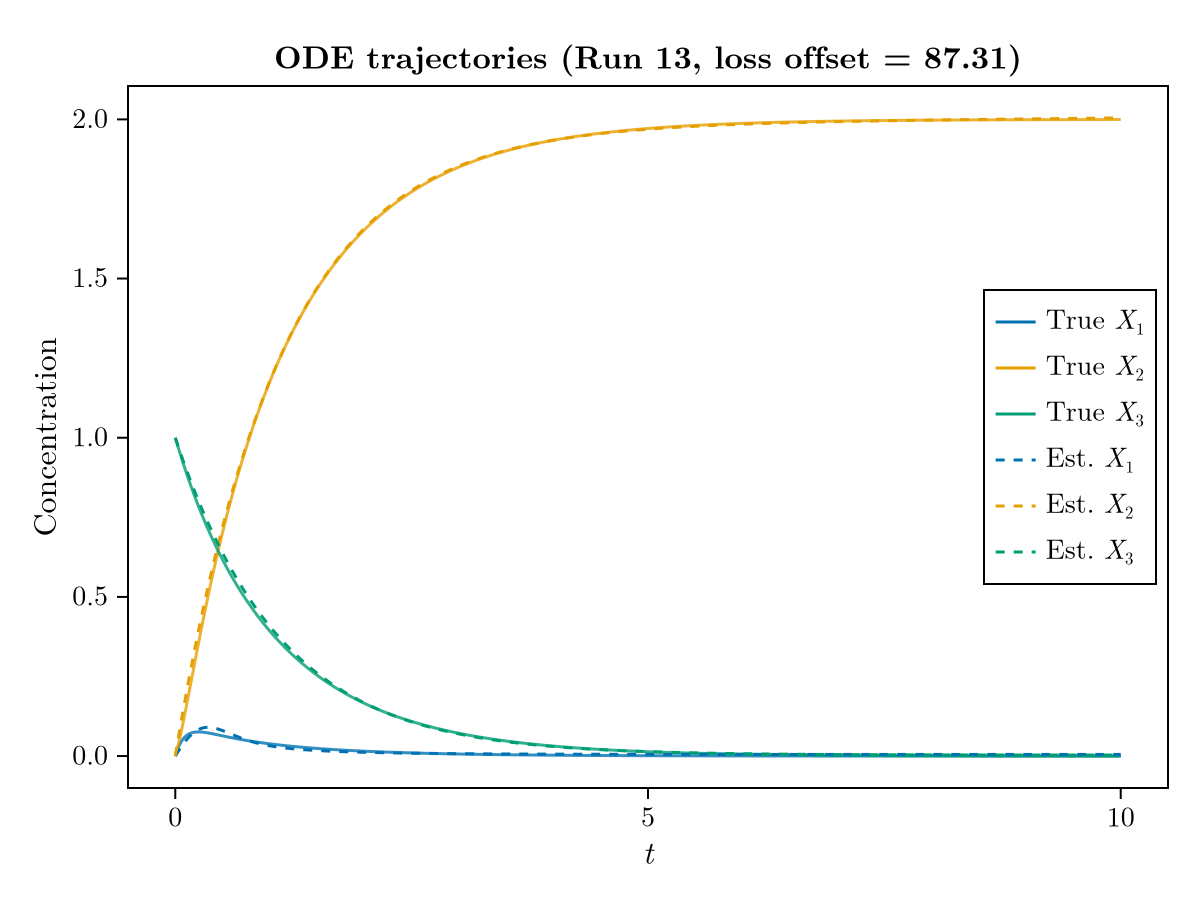 ODE trajectories (Run 13, loss offset = 87.31)
2.0
1.5
1.0
0.5
0.0
Concentration
0
5
10
t
True X₁
True X₂
True X₃
Est. X₁
Est. X₂
Est. X₃